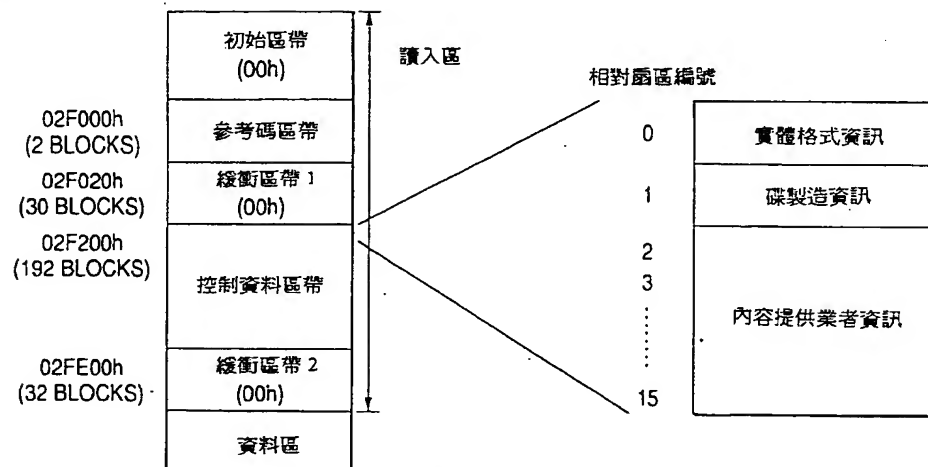 初始區帶
(00h)
讀入區
相對扇區編號
02F000h
(2 BLOCKS)
參考碼區帶
0
實體格式資訊
02F020h
(30 BLOCKS)
緩衝區帶 1
(00h)
1
碟製造資訊
02F200h
(192 BLOCKS)
控制資料區帶
2
3
內容提供業者資訊
02FE00h
(32 BLOCKS)
緩衝區帶 2
(00h)
15
資料區